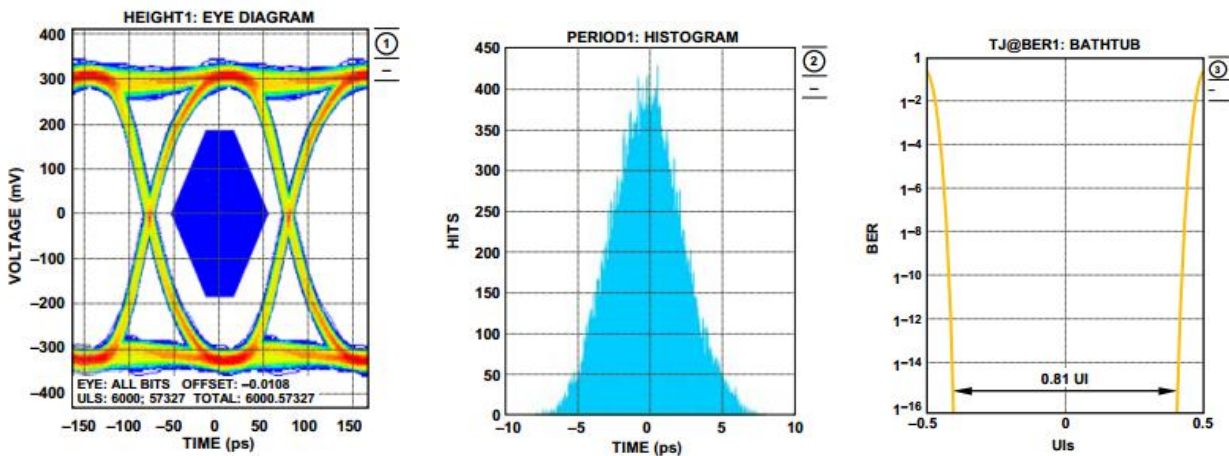 HEIGHT1: EYE DIAGRAM
1
–
400
300
200
100
0
–100
–200
–300
–400
VOLTAGE (mV)
EYE: ALL BITS OFFSET: –0.0108
ULS: 6000; 57327 TOTAL: 6000.57327
–150 –100 –50 0 50 100 150
TIME (ps)
PERIOD1: HISTOGRAM
2
–
450
400
350
300
250
200
150
100
50
0
HITS
–10 –5 0 5 10
TIME (ps)
TJ@BER1: BATHTUB
3
–
1
1–2
1–4
1–6
1–8
1–10
1–12
1–14
1–16
BER
0.81 UI
–0.5 0 0.5
UIs